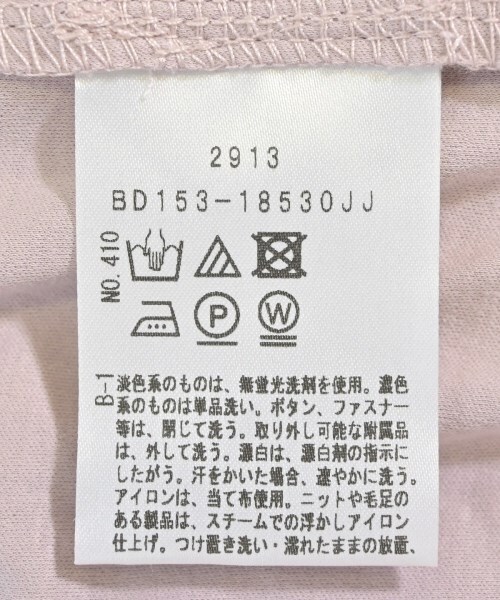 2913
BD153-18530JJ
NO.410
P
W
B-1
淡色系のものは、無蛍光洗剤を使用。濃色
系のものは単品洗い。ボタン、ファスナー
等は、閉じて洗う。取り外し可能な附属品
は、外して洗う。漂白は、漂白剤の指示に
したがう。汗をかいた場合、速やかに洗う。
アイロンは、当て布使用。ニットや毛足の
ある製品は、スチームでの浮かしアイロン
仕上げ。つけ置き洗い・濡れたままの放置、